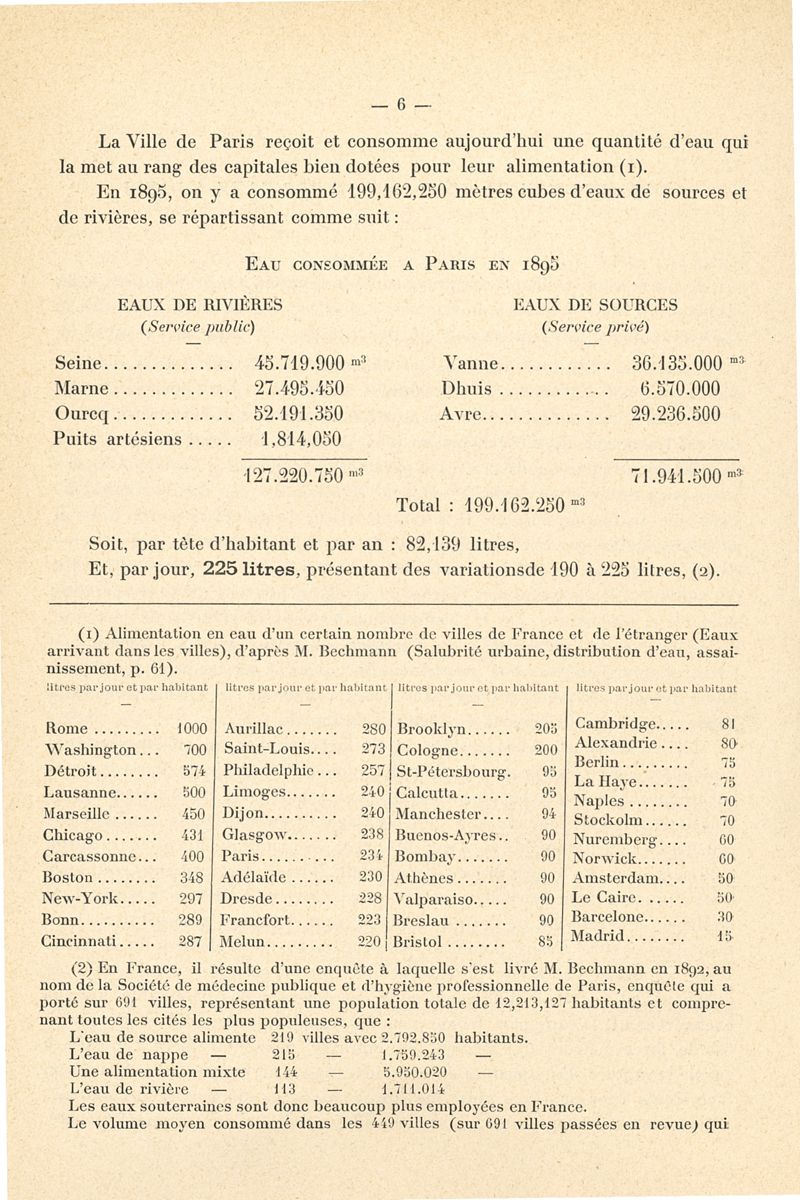 — 6 —
La Ville de Paris reçoit et consomme aujourd'hui une quantité d'eau qui
la met au rang des capitales bien dotées pour leur alimentation (1).
En 1895, on y a consommé 199,162,250 mètres cubes d'eaux de sources et
de rivières, se répartissant comme suit :
EAU CONSOMMÉE A PARIS EN 1895
EAUX DE RIVIÈRES
(Service public)
—
Seine.............. 45.719.900 m3
Marne............. 27.495.450
Ourcq............. 52.191.350
Puits artésiens..... 1,814,050
127.220.750 m3
EAUX DE SOURCES
(Service privé)
—
Vanne............ 36.135.000 m3
Dhuis............ 6.570.000
Avre.............. 29.236.500
71.941.500 m3
Total : 199.162.250 m3
Soit, par tête d'habitant et par an : 82,139 litres,
Et, par jour, 225 litres, présentant des variationsde 190 à 225 litres, (2).
(1) Alimentation en eau d'un certain nombre de villes de France et de l'étranger (Eaux
arrivant dans les villes), d'après M. Bechmann (Salubrité urbaine, distribution d'eau, assai-
nissement, p. 61).
litres par jour et par habitant
—
Rome......... 1000
Washington... 700
Détroit........ 574
Lausanne...... 500
Marseille...... 450
Chicago....... 431
Carcassonne... 400
Boston........ 348
New-York..... 297
Bonn.......... 289
Cincinnati..... 287
litres par jour et par habitant
—
Aurillac....... 280
Saint-Louis.... 273
Philadelphie... 257
Limoges....... 240
Dijon.......... 240
Glasgow....... 238
Paris.......... 234
Adélaïde...... 230
Dresde........ 228
Francfort...... 223
Melun......... 220
litres par jour et par habitant
—
Brooklyn...... 205
Cologne....... 200
St-Pétersbourg. 95
Calcutta....... 95
Manchester.... 94
Buenos-Ayres.. 90
Bombay....... 90
Athènes....... 90
Valparaiso..... 90
Breslau....... 90
Bristol........ 85
litres par jour et par habitant
—
Cambridge..... 81
Alexandrie.... 80
Berlin......... 75
La Haye....... 75
Naples........ 70
Stockolm...... 70
Nuremberg.... 60
Norwick....... 60
Amsterdam.... 50
Le Caire....... 50
Barcelone...... 30
Madrid........ 15
(2) En France, il résulte d'une enquête à laquelle s'est livré M. Bechmann en 1892, au
nom de la Société de médecine publique et d'hygiène professionnelle de Paris, enquête qui a
porté sur 691 villes, représentant une population totale de 12,213,127 habitants et compre-
nant toutes les cités les plus populeuses, que :
L'eau de source alimente 219 villes avec 2.792.850 habitants.
L'eau de nappe — 215 — 1.759.243 —
Une alimentation mixte 144 — 5.950.020 —
L'eau de rivière — 113 — 1.711.014
Les eaux souterraines sont donc beaucoup plus employées en France.
Le volume moyen consommé dans les 449 villes (sur 691 villes passées en revue) qui